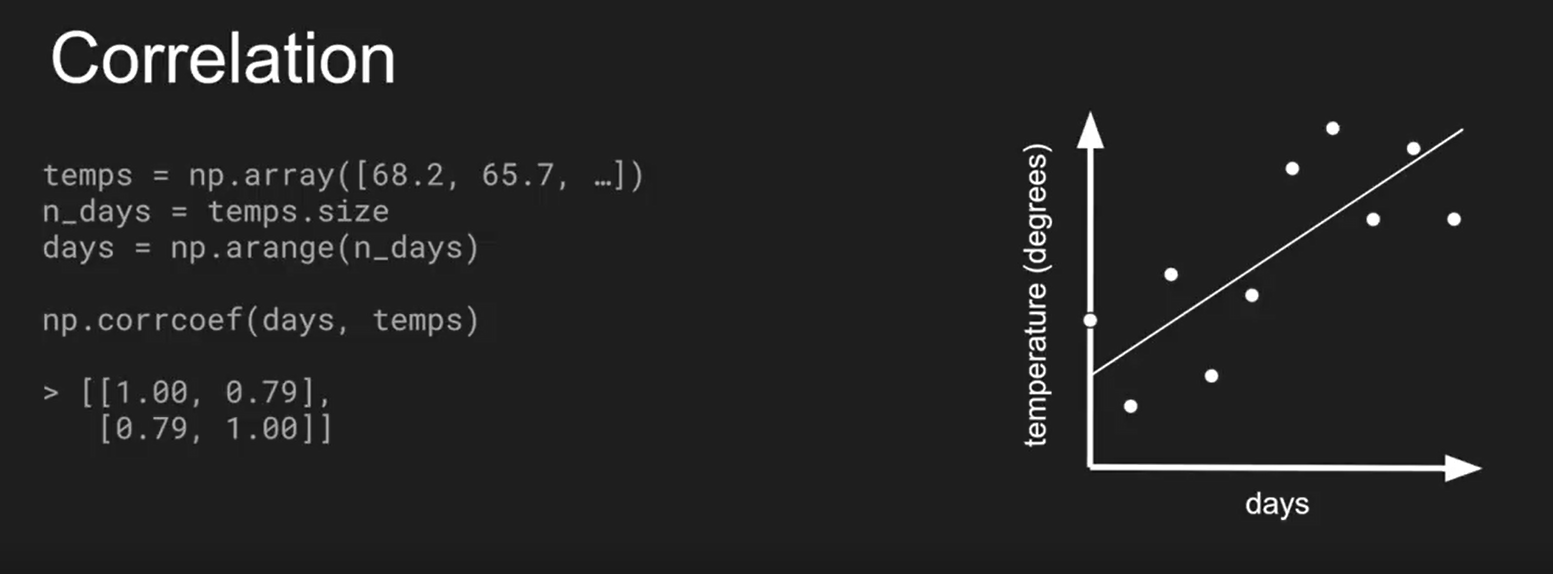 Correlation
temps = np.array([68.2, 65.7, …])
n_days = temps.size
days = np.arange(n_days)
np.corrcoef(days, temps)
> [[1.00, 0.79],
[0.79, 1.00]]
temperature (degrees)
days